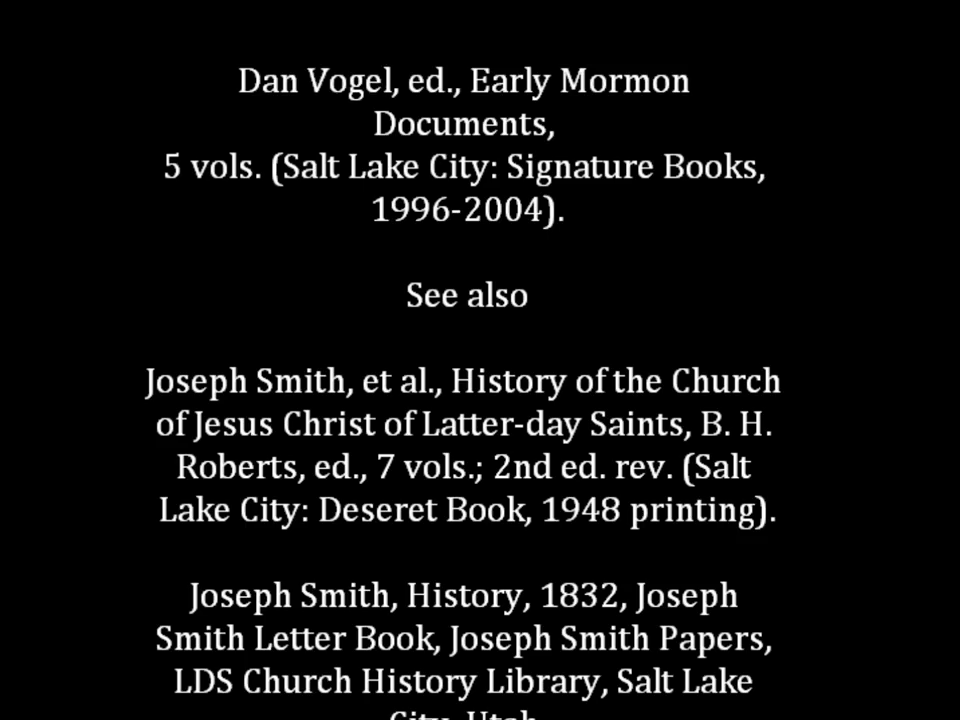 Dan Vogel, ed., Early Mormon
Documents,
5 vols. (Salt Lake City: Signature Books,
1996-2004).
See also
Joseph Smith, et al., History of the Church
of Jesus Christ of Latter-day Saints, B. H.
Roberts, ed., 7 vols.; 2nd ed. rev. (Salt
Lake City: Deseret Book, 1948 printing).
Joseph Smith, History, 1832, Joseph
Smith Letter Book, Joseph Smith Papers,
LDS Church History Library, Salt Lake
City, Utah